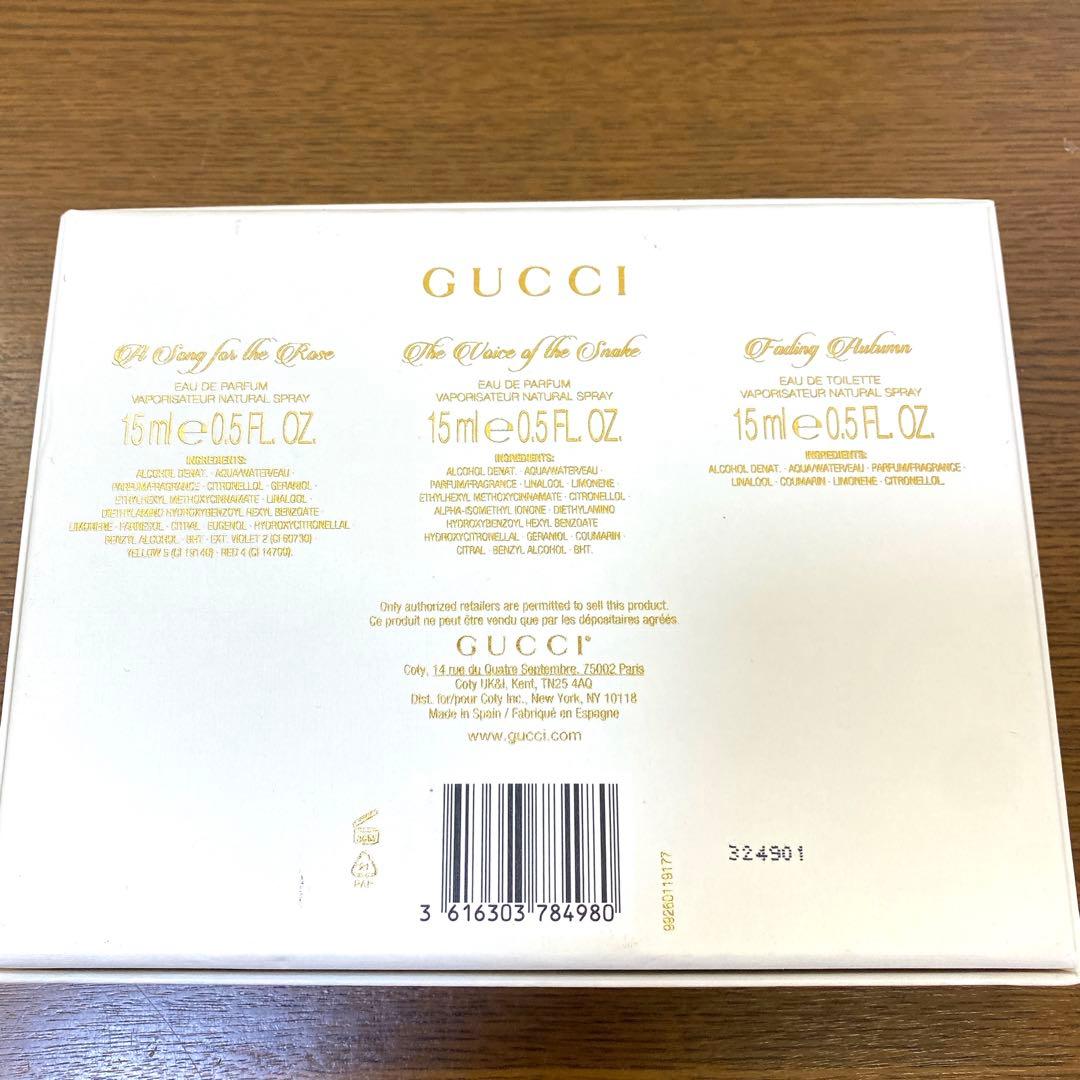 GUCCI
A Song for the Rose
EAU DE PARFUM
VAPORISATEUR NATURAL SPRAY
15 ml e 0.5 FL. OZ.
INGREDIENTS:
ALCOHOL DENAT. · AQUA/WATER/EAU ·
PARFUM/FRAGRANCE · CITRONELLOL · GERANIOL ·
ETHYLHEXYL METHOXYCINNAMATE · LINALOOL ·
DIETHYLAMINO HYDROXYBENZOYL HEXYL BENZOATE ·
LIMONENE · FARNESOL · CITRAL · EUGENOL · HYDROXYCITRONELLAL ·
BENZYL ALCOHOL · BHT · EXT. VIOLET 2 (CI 60730) ·
YELLOW 5 (CI 19140) · RED 4 (CI 14700).
The Voice of the Snake
EAU DE PARFUM
VAPORISATEUR NATURAL SPRAY
15 ml e 0.5 FL. OZ.
INGREDIENTS:
ALCOHOL DENAT. · AQUA/WATER/EAU ·
PARFUM/FRAGRANCE · LINALOOL · LIMONENE ·
ETHYLHEXYL METHOXYCINNAMATE · CITRONELLOL ·
ALPHA-ISOMETHYL IONONE · DIETHYLAMINO
HYDROXYBENZOYL HEXYL BENZOATE ·
HYDROXYCITRONELLAL · GERANIOL · COUMARIN ·
CITRAL · BENZYL ALCOHOL · BHT.
Fading Autumn
EAU DE TOILETTE
VAPORISATEUR NATURAL SPRAY
15 ml e 0.5 FL. OZ.
INGREDIENTS:
ALCOHOL DENAT. · AQUA/WATER/EAU · PARFUM/FRAGRANCE ·
LINALOOL · COUMARIN · LIMONENE · CITRONELLOL.
Only authorized retailers are permitted to sell this product.
Ce produit ne peut être vendu que par les dépositaires agréés.
GUCCI®
Coty, 14 rue du Quatre Septembre, 75002 Paris
Coty UK&I, Kent, TN25 4AQ
Dist. for/pour Coty Inc., New York, NY 10118
Made in Spain / Fabriqué en Espagne
www.gucci.com
21
PAP
3 616303 784980
99260119177
324901